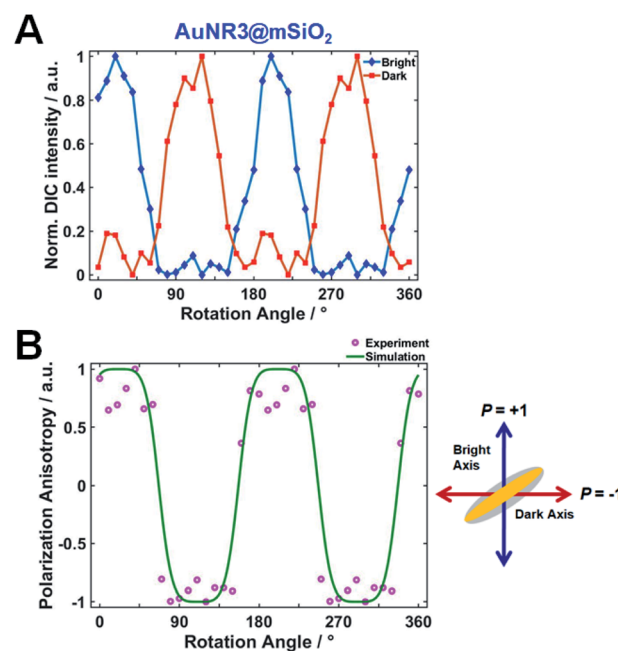 A
AuNR3@mSiO₂
Norm. DIC intensity / a.u.
1
0.8
0.6
0.4
0.2
0
Bright
Dark
0 90 180 270 360
Rotation Angle / °
B
Experiment
Simulation
Polarization Anisotropy / a.u.
1
0.5
0
-0.5
-1
0 90 180 270 360
Rotation Angle / °
P = +1
Bright
Axis
P = -1
Dark Axis